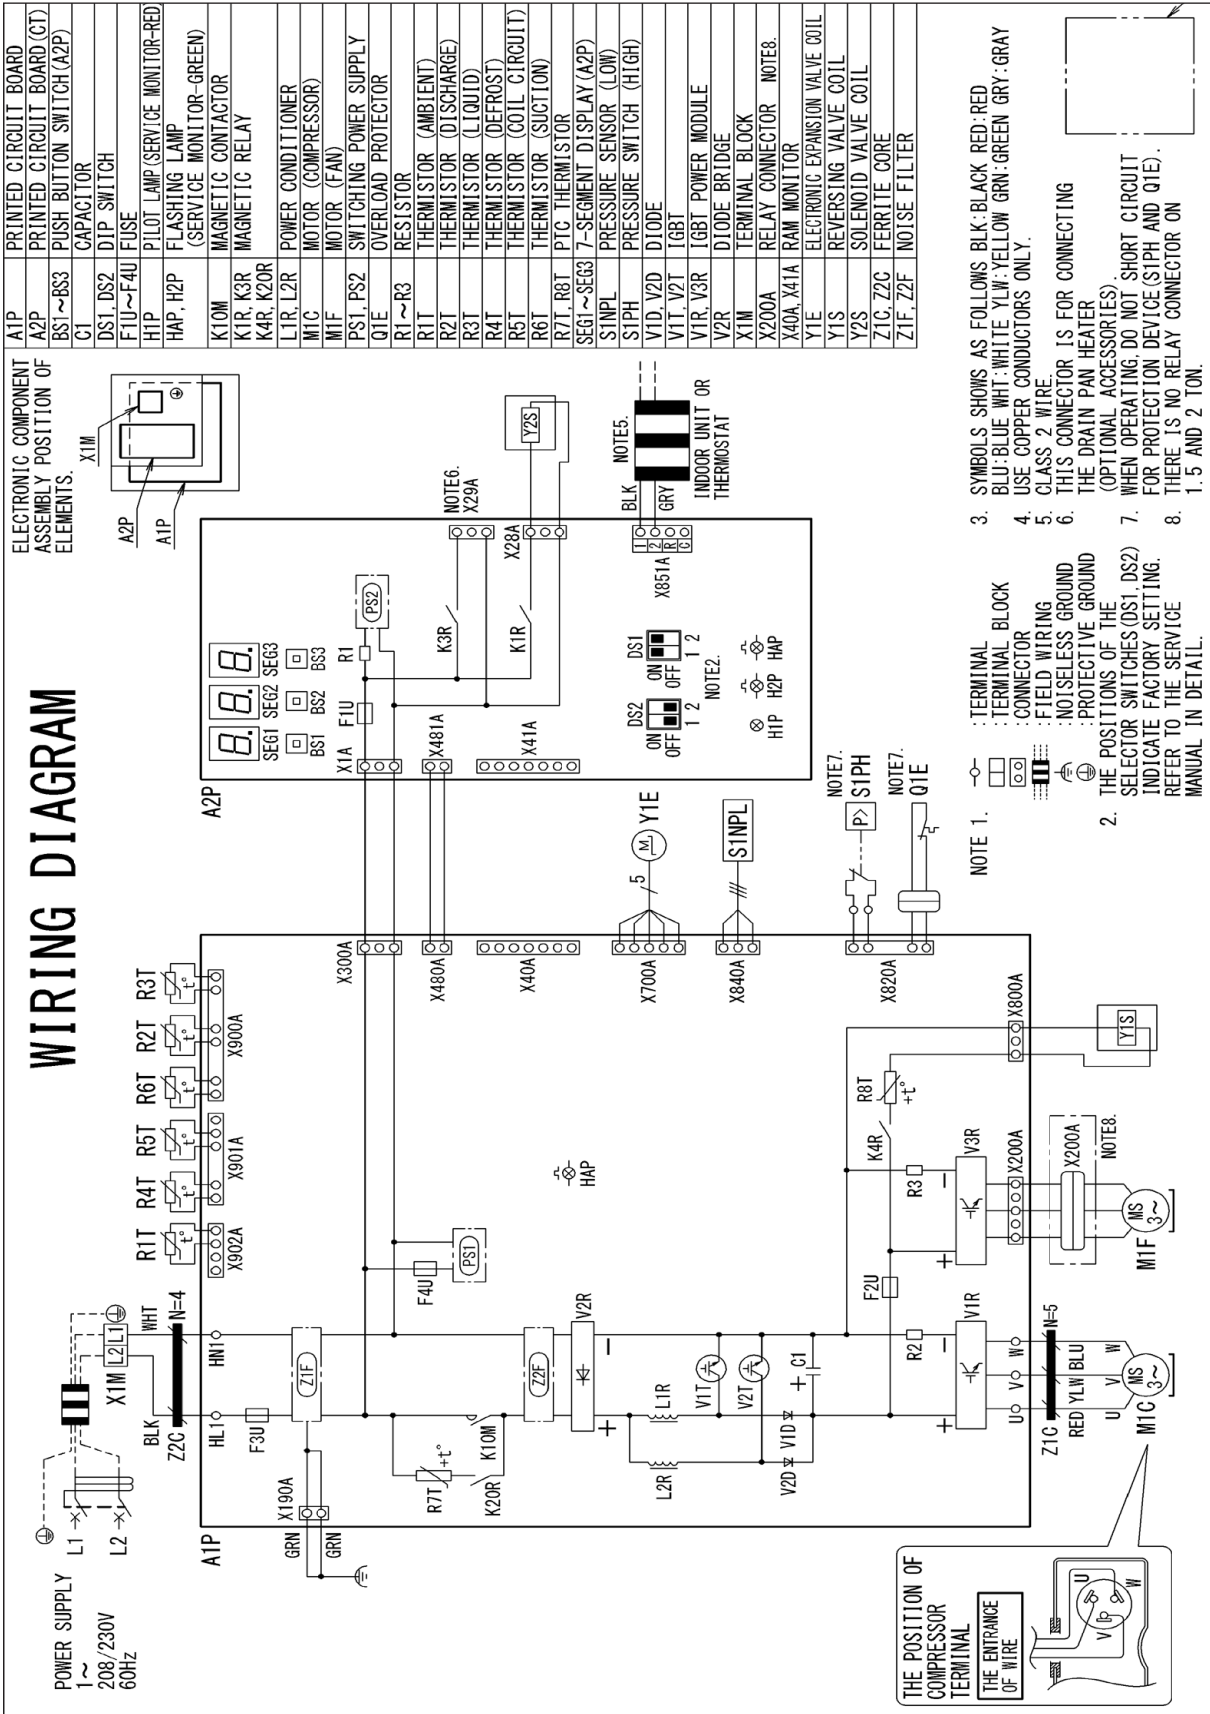 WIRING DIAGRAM
POWER SUPPLY
1～
208/230V
60Hz
L1
L2
X1M
L2 L1
BLK
WHT
Z2C
N=4
HL1
HN1
A1P
R1T
R4T
R5T
R6T
R2T
R3T
t°
t°
t°
t°
t°
t°
X902A
X901A
X900A
F3U
Z1F
X190A
GRN
GRN
R7T
+t°
K20R
K10M
F4U
PS1
Z2F
V2R
+
−
L1R
L2R
V1T
V2T
V1D
V2D
+
C1
HAP
F2U
R2
R3
K4R
R8T
+t°
V1R
+
−
V3R
+
−
U
V
W
Z1C
N=5
RED
YLW
BLU
U
V
W
MS
3～
M1C
X200A
X200A
NOTE8.
MS
3～
M1F
X800A
Y1S
X300A
X480A
X40A
X700A
5
M
Y1E
X840A
S1NPL
X820A
NOTE7.
P>
S1PH
NOTE7.
Q1E
A2P
SEG1
SEG2
SEG3
BS1
BS2
BS3
X1A
F1U
R1
PS2
X481A
X41A
K3R
K1R
NOTE6.
X29A
X28A
Y2S
DS2
ON
OFF
1 2
DS1
ON
OFF
1 2
NOTE2.
H1P
H2P
HAP
X851A
1
2
R
C
BLK
GRY
NOTE5.
INDOOR UNIT OR
THERMOSTAT
THE POSITION OF
COMPRESSOR
TERMINAL
THE ENTRANCE
OF WIRE
U
V
W
ELECTRONIC COMPONENT
ASSEMBLY POSITION OF
ELEMENTS.
A2P
X1M
A1P
A1P PRINTED CIRCUIT BOARD
A2P PRINTED CIRCUIT BOARD(CT)
BS1～BS3 PUSH BUTTON SWITCH(A2P)
C1 CAPACITOR
DS1, DS2 DIP SWITCH
F1U～F4U FUSE
H1P PILOT LAMP(SERVICE MONITOR-RED)
HAP, H2P FLASHING LAMP
(SERVICE MONITOR-GREEN)
K10M MAGNETIC CONTACTOR
K1R, K3R MAGNETIC RELAY
K4R, K20R
L1R, L2R POWER CONDITIONER
M1C MOTOR (COMPRESSOR)
M1F MOTOR (FAN)
PS1, PS2 SWITCHING POWER SUPPLY
Q1E OVERLOAD PROTECTOR
R1～R3 RESISTOR
R1T THERMISTOR (AMBIENT)
R2T THERMISTOR (DISCHARGE)
R3T THERMISTOR (LIQUID)
R4T THERMISTOR (DEFROST)
R5T THERMISTOR (COIL CIRCUIT)
R6T THERMISTOR (SUCTION)
R7T, R8T PTC THERMISTOR
SEG1～SEG3 7-SEGMENT DISPLAY(A2P)
S1NPL PRESSURE SENSOR (LOW)
S1PH PRESSURE SWITCH (HIGH)
V1D, V2D DIODE
V1T, V2T IGBT
V1R, V3R IGBT POWER MODULE
V2R DIODE BRIDGE
X1M TERMINAL BLOCK
X200A RELAY CONNECTOR NOTE8.
X40A, X41A RAM MONITOR
Y1E ELECTRONIC EXPANSION VALVE COIL
Y1S REVERSING VALVE COIL
Y2S SOLENOID VALVE COIL
Z1C, Z2C FERRITE CORE
Z1F, Z2F NOISE FILTER
NOTE 1.
:TERMINAL
:TERMINAL BLOCK
:CONNECTOR
:FIELD WIRING
:NOISELESS GROUND
:PROTECTIVE GROUND
2. THE POSITIONS OF THE
SELECTOR SWITCHES(DS1, DS2)
INDICATE FACTORY SETTING.
REFER TO THE SERVICE
MANUAL IN DETAIL.
3. SYMBOLS SHOWS AS FOLLOWS BLK:BLACK RED:RED
BLU:BLUE WHT:WHITE YLW:YELLOW GRN:GREEN GRY:GRAY
4. USE COPPER CONDUCTORS ONLY.
5. CLASS 2 WIRE.
6. THIS CONNECTOR IS FOR CONNECTING
THE DRAIN PAN HEATER
(OPTIONAL ACCESSORIES).
7. WHEN OPERATING, DO NOT SHORT CIRCUIT
FOR PROTECTION DEVICE(S1PH AND Q1E).
8. THERE IS NO RELAY CONNECTOR ON
1.5 AND 2 TON.